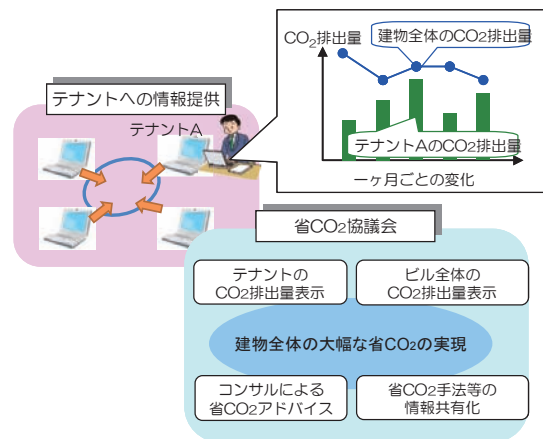 CO2排出量
建物全体のCO2排出量
テナントAのCO2排出量
一ヶ月ごとの変化
テナントへの情報提供
テナントA
省CO2協議会
テナントの
CO2排出量表示
ビル全体の
CO2排出量表示
建物全体の大幅な省CO2の実現
コンサルによる
省CO2アドバイス
省CO2手法等の
情報共有化